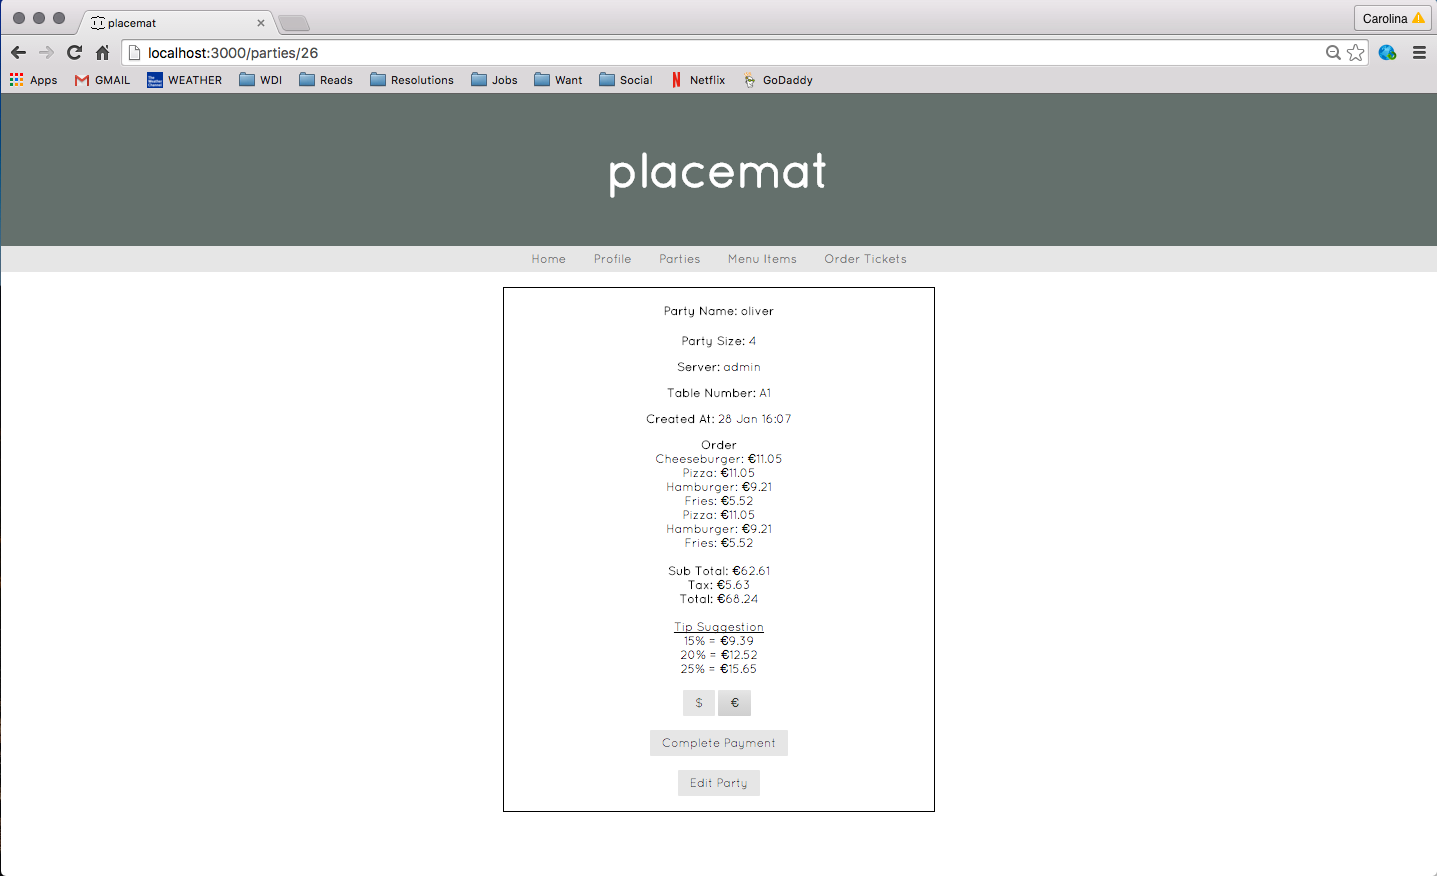 placemat
Carolina
localhost:3000/parties/26
Apps GMAIL WEATHER WDI Reads Resolutions Jobs Want Social Netflix GoDaddy
placemat
Home Profile Parties Menu Items Order Tickets
Party Name: oliver
Party Size: 4
Server: admin
Table Number: A1
Created At: 28 Jan 16:07
Order
Cheeseburger: €11.05
Pizza: €11.05
Hamburger: €9.21
Fries: €5.52
Pizza: €11.05
Hamburger: €9.21
Fries: €5.52
Sub Total: €62.61
Tax: €5.63
Total: €68.24
Tip Suggestion
15% = €9.39
20% = €12.52
25% = €15.65
$ €
Complete Payment
Edit Party